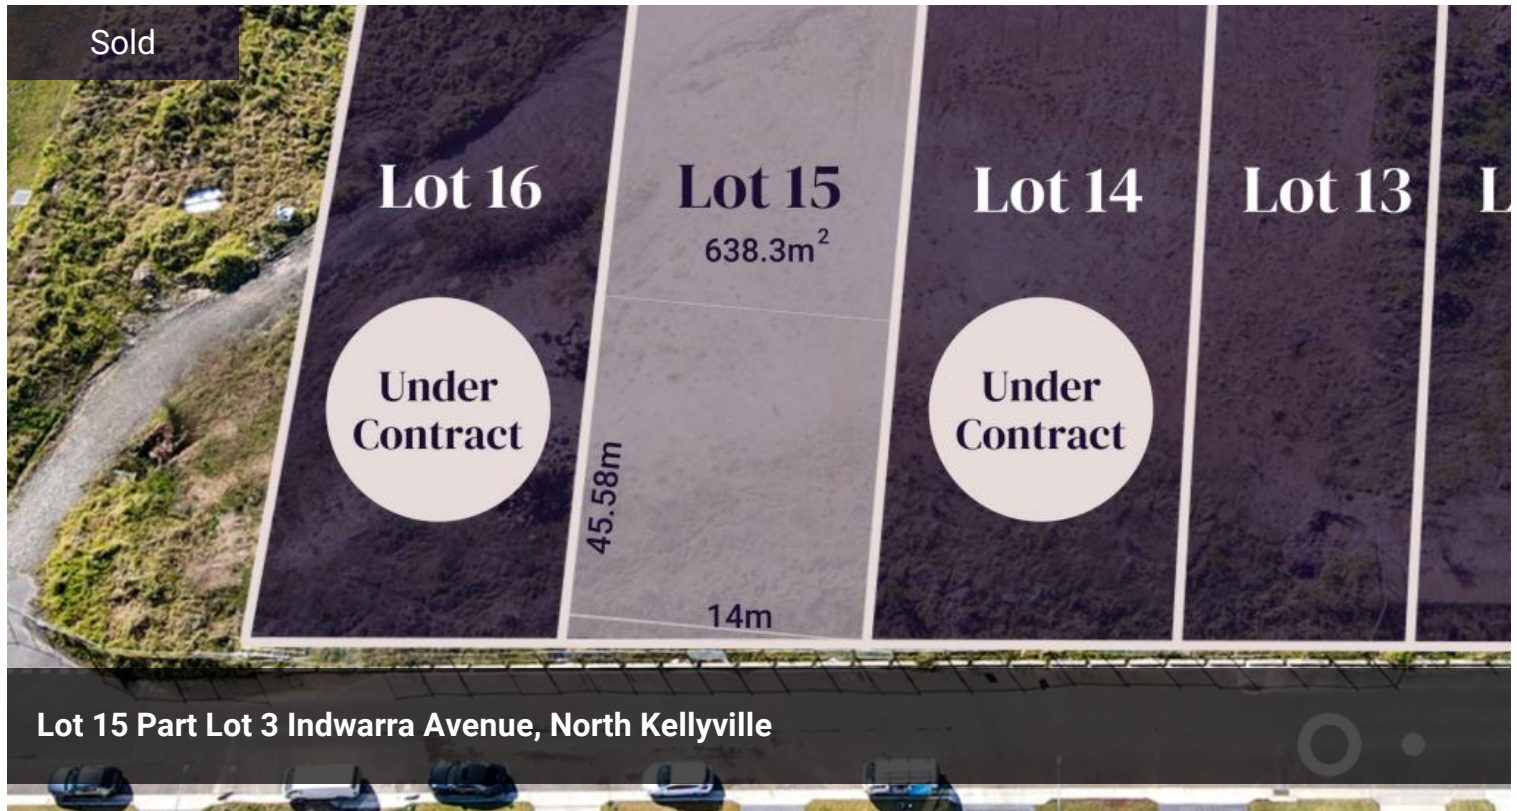 Sold
Lot 16
Lot 15
Lot 14
Lot 13
L
638.3m²
Under
Contract
Under
Contract
45.58m
14m
Lot 15 Part Lot 3 Indwarra Avenue, North Kellyville